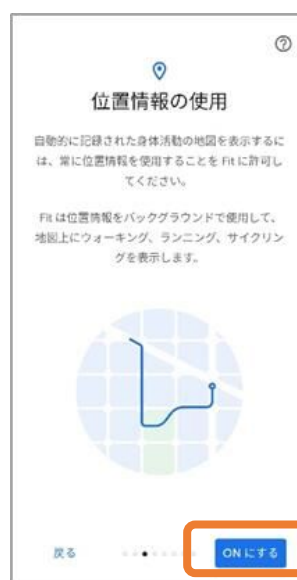 位置情報の使用
自動的に記録された身体活動の地図を表示するに
は、常に位置情報を使用することを Fit に許可し
てください。
Fit は位置情報をバックグラウンドで使用して、
地図上にウォーキング、ランニング、サイクリン
グを表示します。
戻る
ON にする